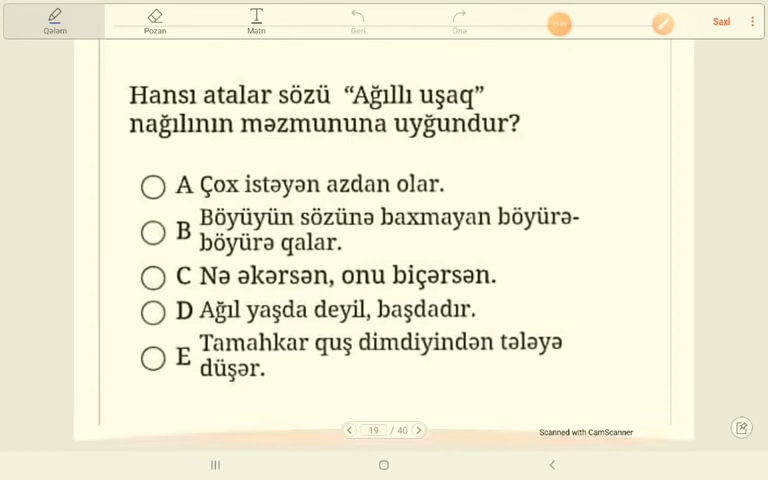 Qələm
Pozan
Mətn
Geri
Önə
Saxl
Hansı atalar sözü “Ağıllı uşaq”
nağılının məzmununa uyğundur?
A Çox istəyən azdan olar.
B Böyüyün sözünə baxmayan böyürə-
böyürə qalar.
C Nə əkərsən, onu biçərsən.
D Ağıl yaşda deyil, başdadır.
E Tamahkar quş dimdiyindən tələyə
düşər.
19 / 40
Scanned with CamScanner